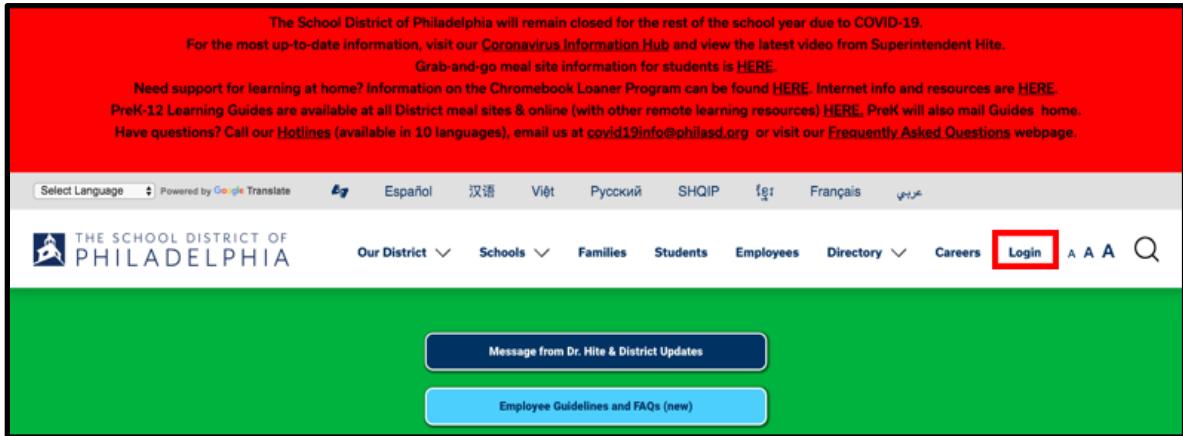 The School District of Philadelphia will remain closed for the rest of the school year due to COVID-19.
For the most up-to-date information, visit our Coronavirus Information Hub and view the latest video from Superintendent Hite.
Grab-and-go meal site information for students is HERE.
Need support for learning at home? Information on the Chromebook Loaner Program can be found HERE. Internet info and resources are HERE.
PreK-12 Learning Guides are available at all District meal sites & online (with other remote learning resources) HERE. PreK will also mail Guides home.
Have questions? Call our Hotlines (available in 10 languages), email us at covid19info@philasd.org or visit our Frequently Asked Questions webpage.
Select Language Powered by Google Translate Español 汉语 Việt Русский SHQIP ខ្មែរ Français عربي
THE SCHOOL DISTRICT OF
PHILADELPHIA
Our District Schools Families Students Employees Directory Careers Login A A A
Message from Dr. Hite & District Updates
Employee Guidelines and FAQs (new)